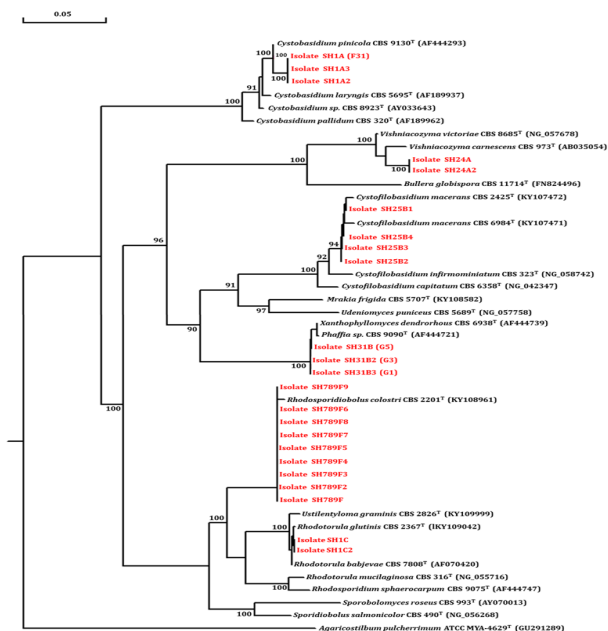 0.05
Cystobasidium pinicola CBS 9130ᵀ (AF444293)
100
100
Isolate SH1A (F31)
Isolate SH1A3
100
Isolate SH1A2
91
Cystobasidium laryngis CBS 5695ᵀ (AF189937)
100
Cystobasidium sp. CBS 8923ᵀ (AY033643)
Cystobasidium pallidum CBS 320ᵀ (AF189962)
Vishniacozyma victoriae CBS 8685ᵀ (NG_057678)
Vishniacozyma carnescens CBS 973ᵀ (AB035054)
100
Isolate SH24A
100
Isolate SH24A2
Bullera globispora CBS 11714ᵀ (FN824496)
Cystofilobasidium macerans CBS 2425ᵀ (KY107472)
Isolate SH25B1
Cystofilobasidium macerans CBS 6984ᵀ (KY107471)
96
Isolate SH25B4
94
Isolate SH25B3
92
Isolate SH25B2
100
Cystofilobasidium infirmominiatum CBS 323ᵀ (NG_058742)
91
Cystofilobasidium capitatum CBS 6358ᵀ (NG_042347)
Mrakia frigida CBS 5707ᵀ (KY108582)
97
Udeniomyces puniceus CBS 5689ᵀ (NG_057758)
90
Xanthophyllomyces dendrorhous CBS 6938ᵀ (AF444739)
Phaffia sp. CBS 9090ᵀ (AF444721)
Isolate SH31B (G5)
Isolate SH31B2 (G3)
100
Isolate SH31B3 (G1)
Isolate SH789F9
Rhodosporidiobolus colostri CBS 2201ᵀ (KY108961)
100
Isolate SH789F6
Isolate SH789F8
Isolate SH789F7
Isolate SH789F5
Isolate SH789F4
Isolate SH789F3
100
Isolate SH789F2
Isolate SH789F
Ustilentyloma graminis CBS 2826ᵀ (KY109999)
100
100
Rhodotorula glutinis CBS 2367ᵀ (IKY109042)
Isolate SH1C
Isolate SH1C2
Rhodotorula babjevae CBS 7808ᵀ (AF070420)
Rhodotorula mucilaginosa CBS 316ᵀ (NG_055716)
100
Rhodosporidium sphaerocarpum CBS 9075ᵀ (AF444747)
Sporobolomyces roseus CBS 993ᵀ (AY070013)
100
Sporidiobolus salmonicolor CBS 490ᵀ (NG_056268)
Agaricostilbum pulcherrimum ATCC MYA-4629ᵀ (GU291289)